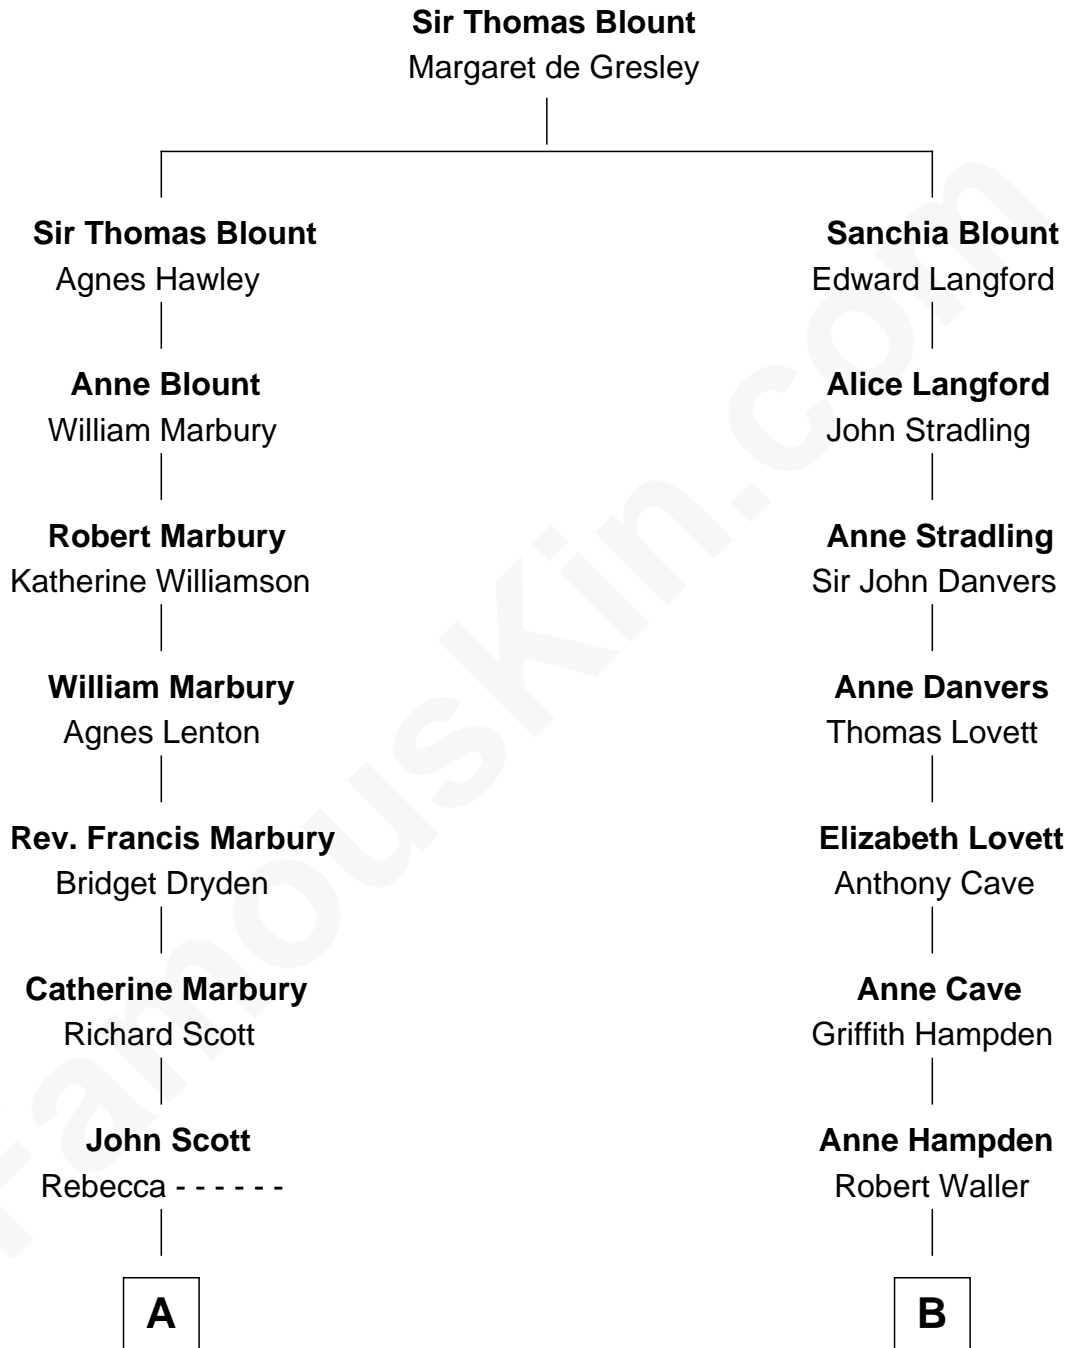 Sir Thomas Blount
Margaret de Gresley
Sir Thomas Blount
Agnes Hawley
Sanchia Blount
Edward Langford
Anne Blount
William Marbury
Alice Langford
John Stradling
Robert Marbury
Katherine Williamson
Anne Stradling
Sir John Danvers
William Marbury
Agnes Lenton
Anne Danvers
Thomas Lovett
Rev. Francis Marbury
Bridget Dryden
Elizabeth Lovett
Anthony Cave
Catherine Marbury
Richard Scott
Anne Cave
Griffith Hampden
John Scott
Rebecca - - - - - -
Anne Hampden
Robert Waller
A
B
FamousKin.com